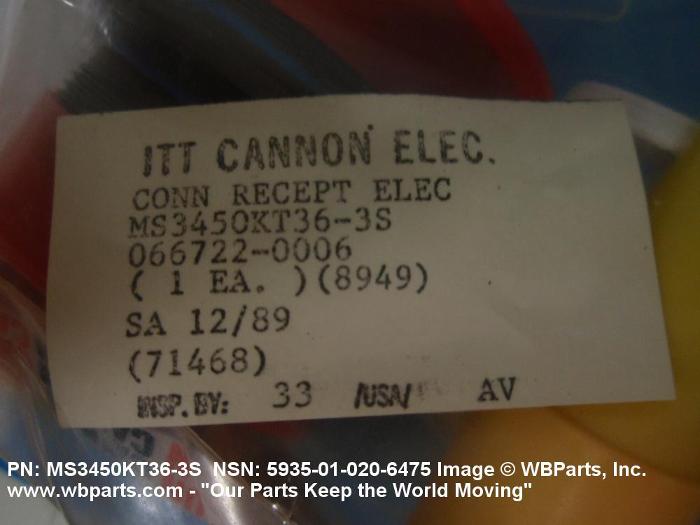 ITT CANNON ELEC.
CONN RECEPT ELEC
MS3450KT36-3S
066722-0006
( 1 EA. )(8949)
SA 12/89
(71468)
INSP. BY: 33 /USA/ AV
PN: MS3450KT36-3S NSN: 5935-01-020-6475 Image © WBParts, Inc.
www.wbparts.com - "Our Parts Keep the World Moving"